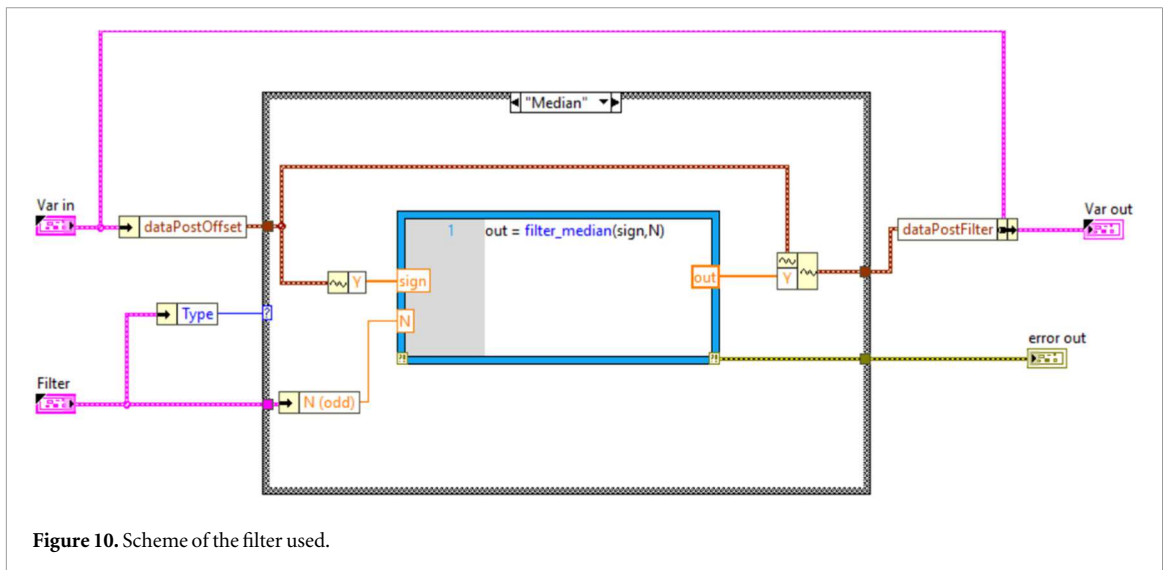 "Median"
Var in
dataPostOffset
1 out = filter_median(sign,N)
dataPostFilter
Var out
Y
sign
out
Y
N
Type
?
error out
Filter
N (odd)
Figure 10. Scheme of the filter used.